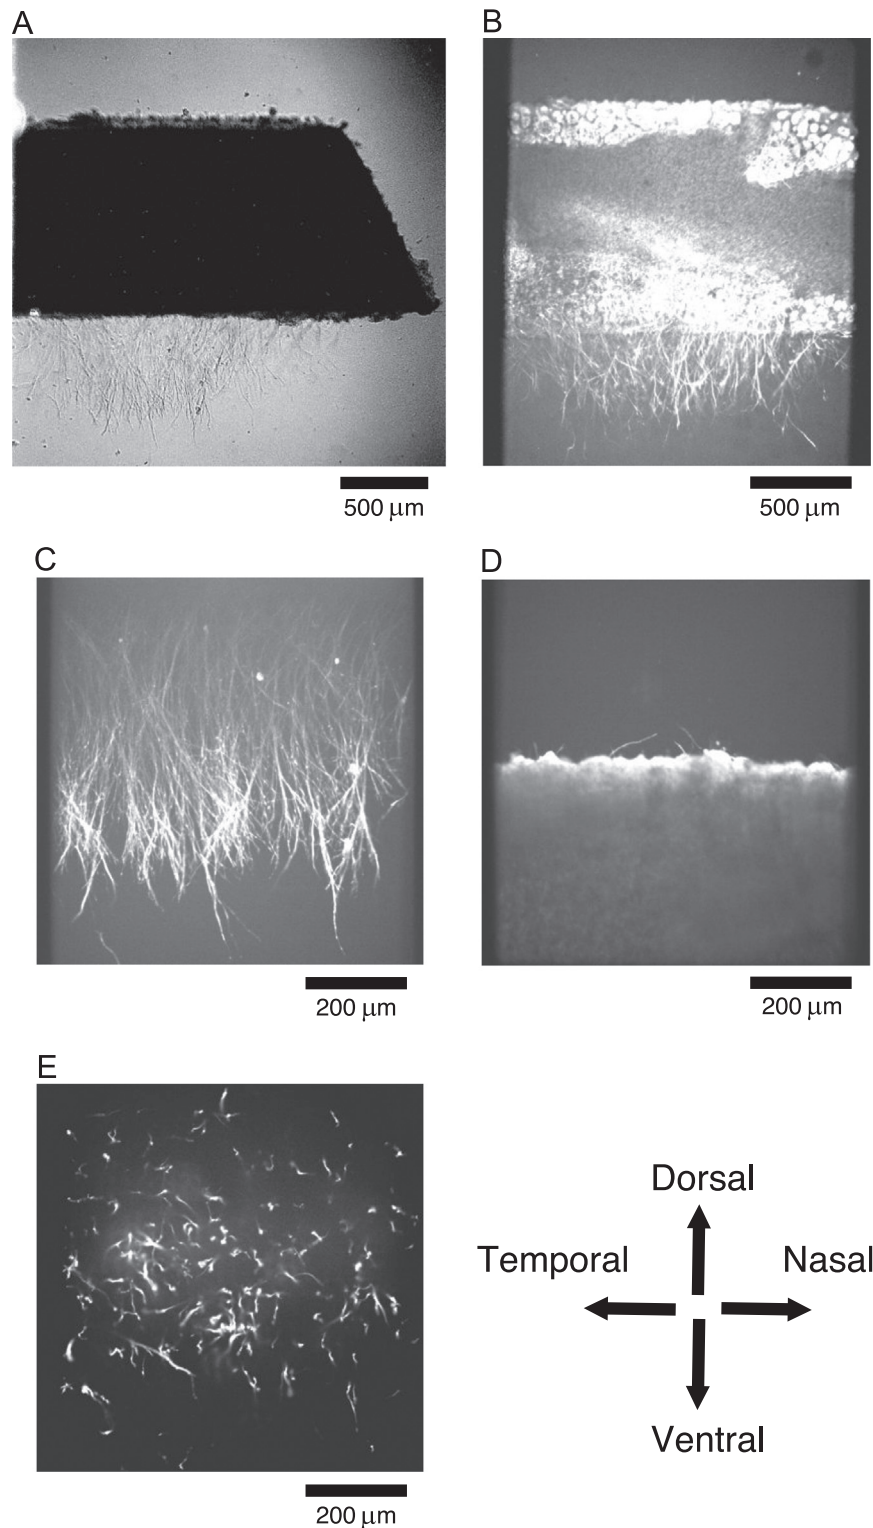 A
B
500 μm
500 μm
C
D
200 μm
200 μm
E
Dorsal
Temporal
Nasal
Ventral
200 μm